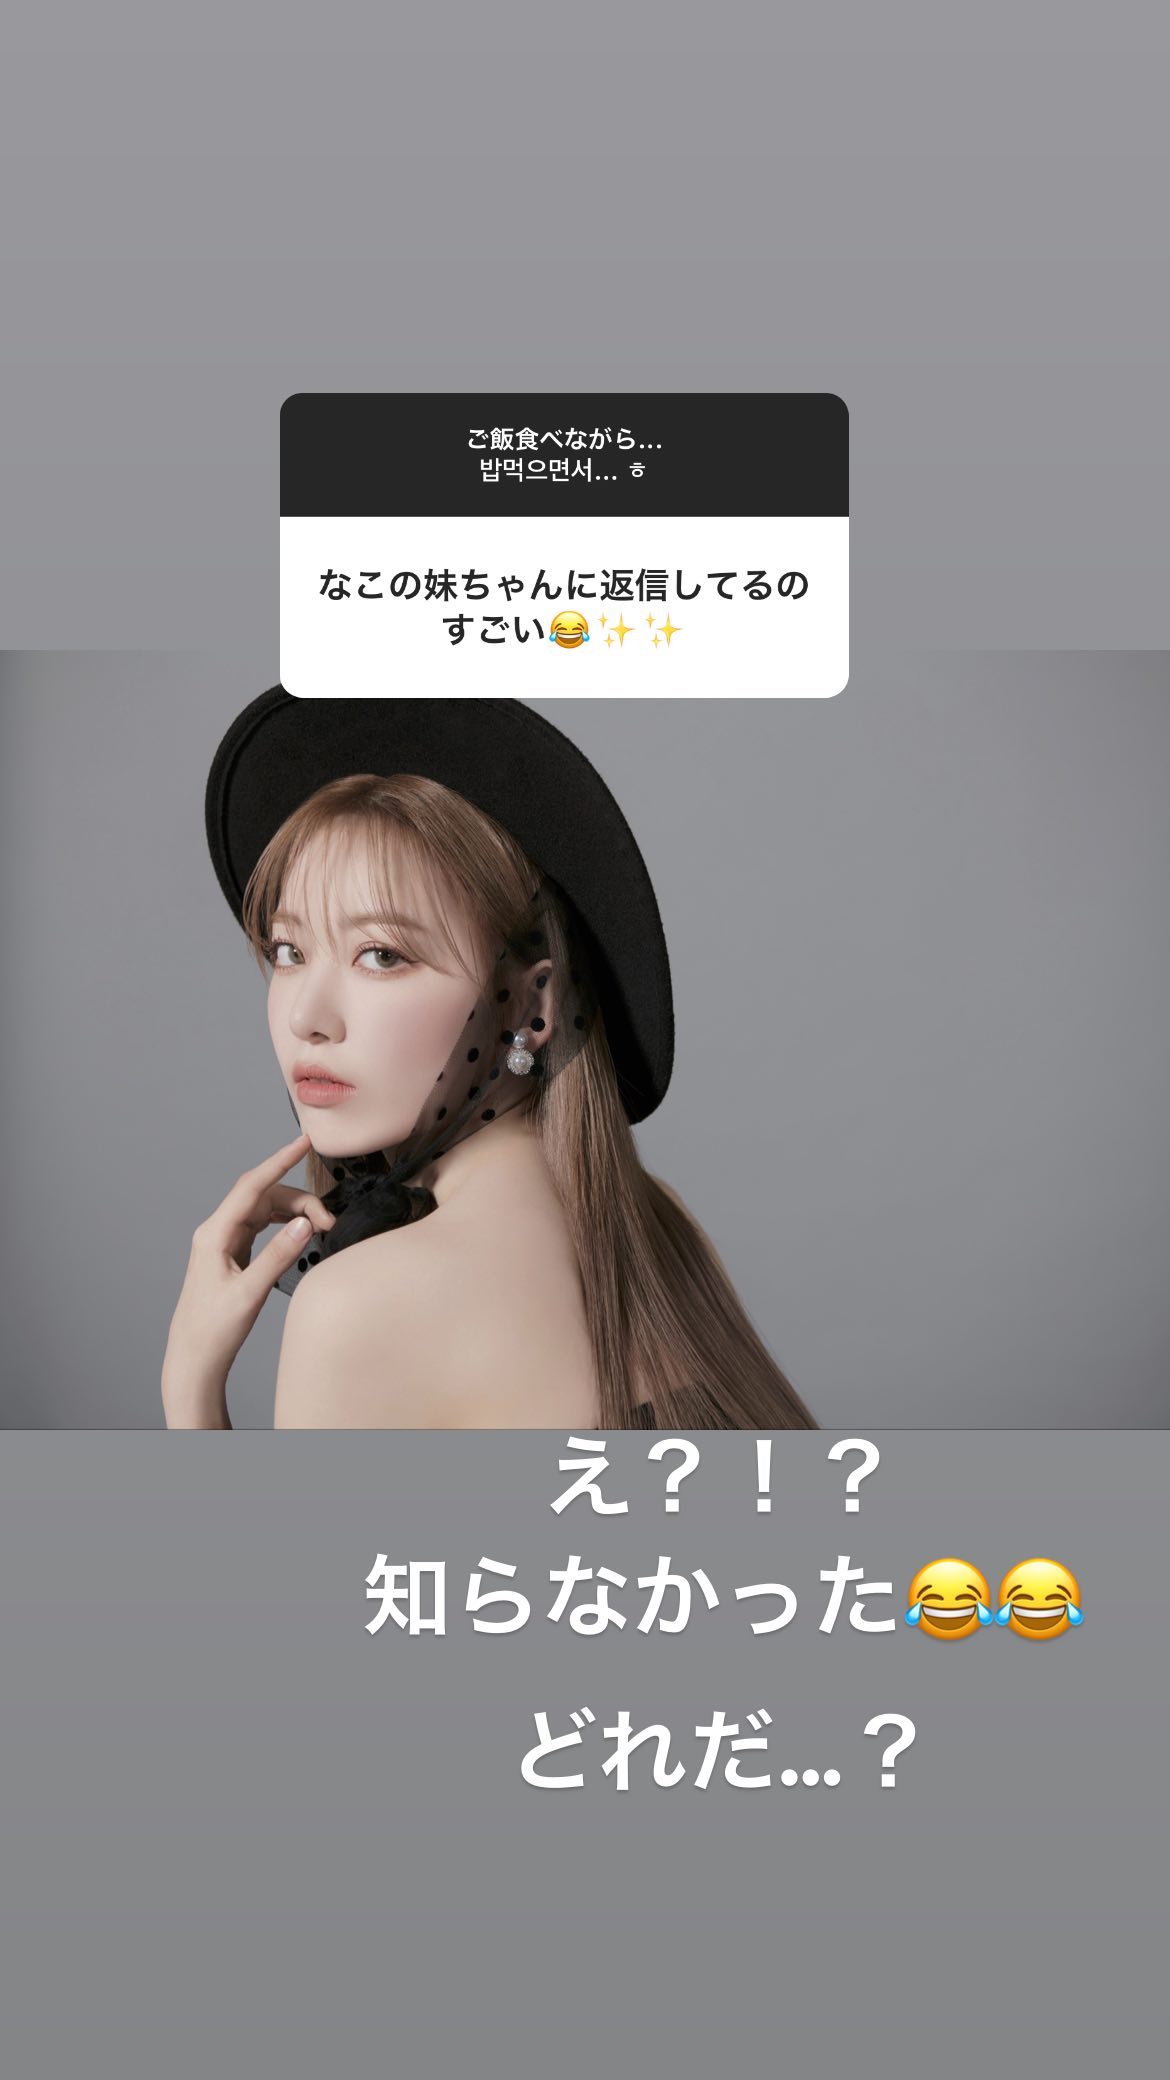 ご飯食べながら…
밥먹으면서… ㅎ
なこの妹ちゃんに返信してるの
すごい😂✨✨
え？！？
知らなかった😂😂
どれだ…？